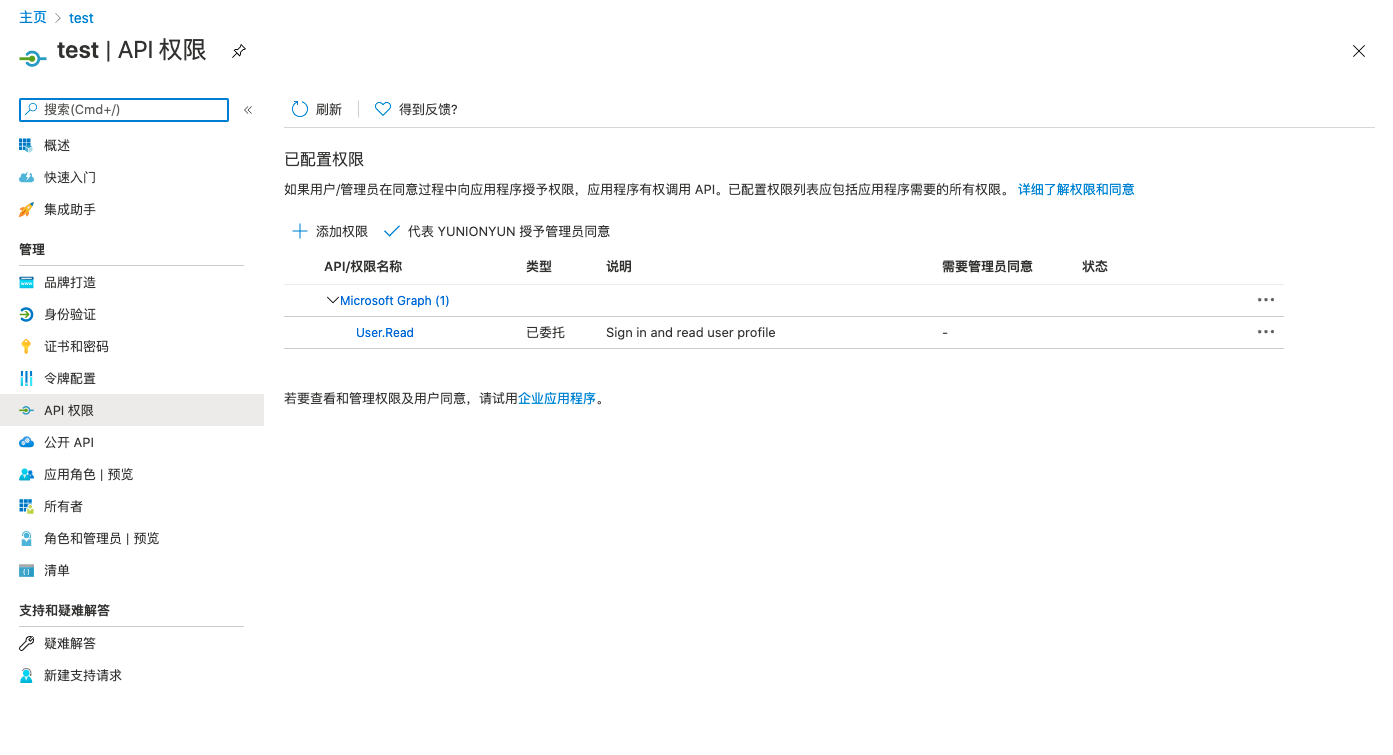 主页 > test
test | API 权限
搜索(Cmd+/)
«
概述
快速入门
集成助手
管理
品牌打造
身份验证
证书和密码
令牌配置
API 权限
公开 API
应用角色 | 预览
所有者
角色和管理员 | 预览
清单
支持和疑难解答
疑难解答
新建支持请求
刷新 得到反馈?
已配置权限
如果用户/管理员在同意过程中向应用程序授予权限，应用程序有权调用 API。已配置权限列表应包括应用程序需要的所有权限。 详细了解权限和同意
添加权限 代表 YUNIONYUN 授予管理员同意
API/权限名称 类型 说明 需要管理员同意 状态
Microsoft Graph (1)
User.Read 已委托 Sign in and read user profile -
若要查看和管理权限及用户同意，请试用企业应用程序。